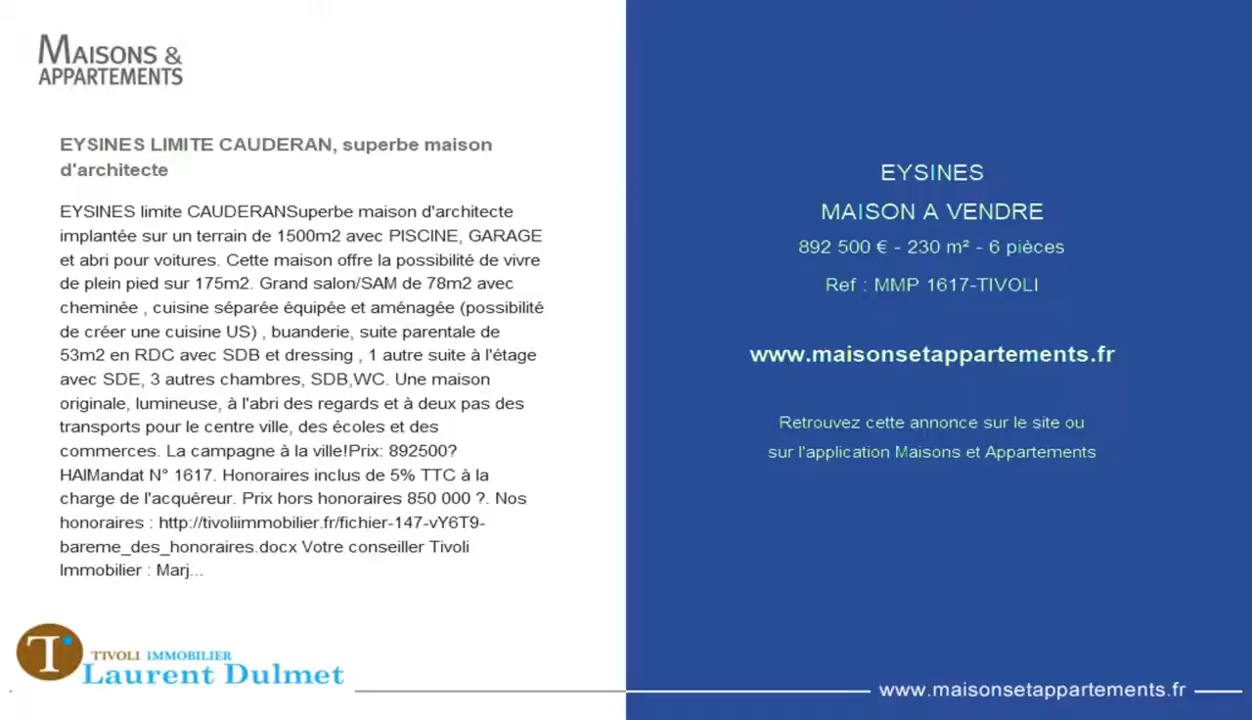 MAISONS &
APPARTEMENTS
EYSINES LIMITE CAUDERAN, superbe maison
d'architecte
EYSINES limite CAUDERANSuperbe maison d'architecte
implantée sur un terrain de 1500m2 avec PISCINE, GARAGE
et abri pour voitures. Cette maison offre la possibilité de vivre
de plein pied sur 175m2. Grand salon/SAM de 78m2 avec
cheminée , cuisine séparée équipée et aménagée (possibilité
de créer une cuisine US) , buanderie, suite parentale de
53m2 en RDC avec SDB et dressing , 1 autre suite à l'étage
avec SDE, 3 autres chambres, SDB,WC. Une maison
originale, lumineuse, à l'abri des regards et à deux pas des
transports pour le centre ville, des écoles et des
commerces. La campagne à la ville!Prix: 892500?
HAIMandat N° 1617. Honoraires inclus de 5% TTC à la
charge de l'acquéreur. Prix hors honoraires 850 000 ?. Nos
honoraires : http://tivoliimmobilier.fr/fichier-147-vY6T9-
bareme_des_honoraires.docx Votre conseiller Tivoli
Immobilier : Marj...
T
TIVOLI IMMOBILIER
Laurent Dulmet
EYSINES
MAISON A VENDRE
892 500 € - 230 m² - 6 pièces
Ref : MMP 1617-TIVOLI
www.maisonsetappartements.fr
Retrouvez cette annonce sur le site ou
sur l'application Maisons et Appartements
www.maisonsetappartements.fr